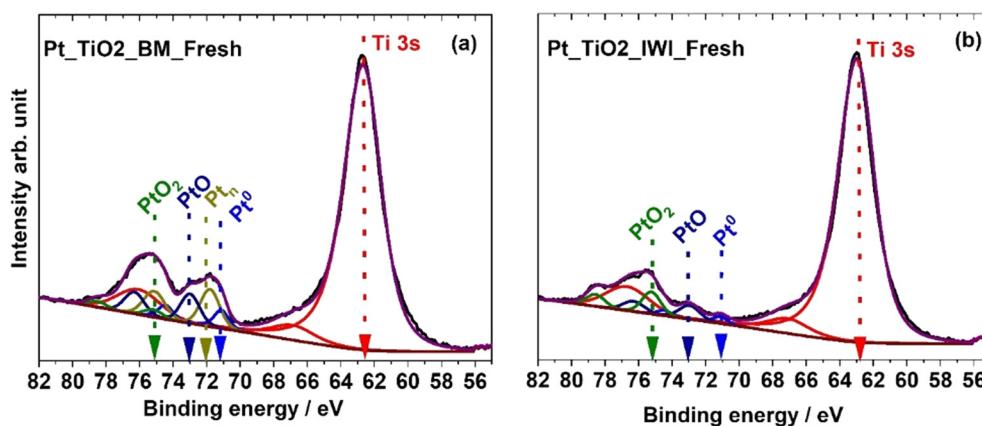 Pt_TiO2_BM_Fresh
(a)
Ti 3s
PtO₂
PtO
Ptₙ
Pt⁰
Intensity arb. unit
82 80 78 76 74 72 70 68 66 64 62 60 58 56
Binding energy / eV
Pt_TiO2_IWI_Fresh
(b)
Ti 3s
PtO₂
PtO
Pt⁰
82 80 78 76 74 72 70 68 66 64 62 60 58 56
Binding energy / eV